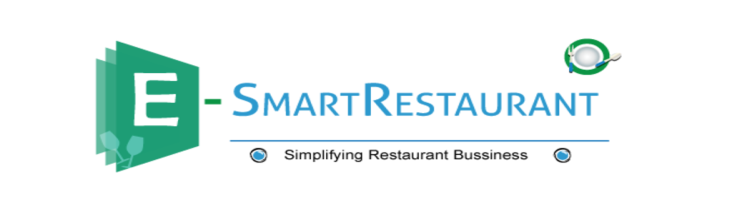 E-SMARTRESTAURANT
Simplifying Restaurant Bussiness